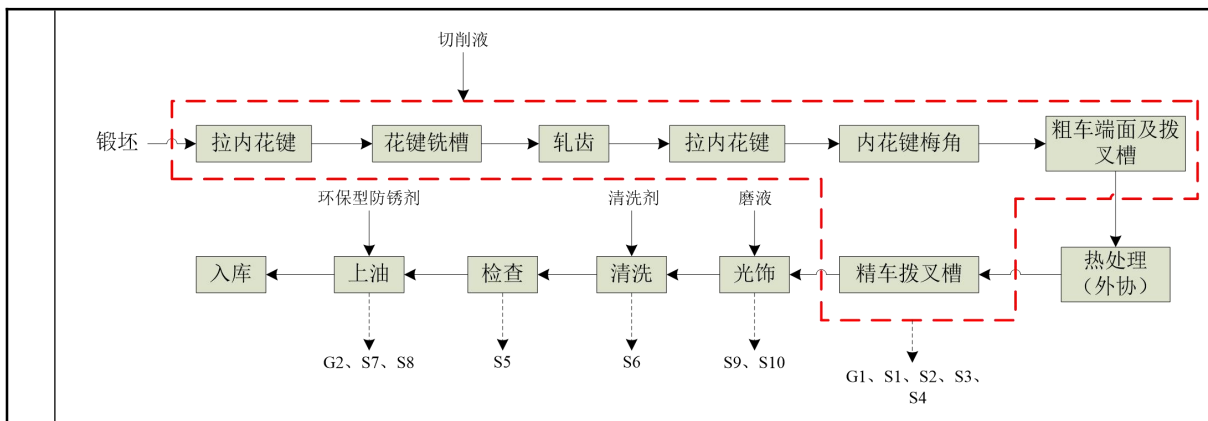 切削液
锻坯
拉内花键
花键铣槽
轧齿
拉内花键
内花键梅角
粗车端面及拨
叉槽
环保型防锈剂
清洗剂
磨液
入库
上油
检查
清洗
光饰
精车拨叉槽
热处理
（外协）
G2、S7、S8
S5
S6
S9、S10
G1、S1、S2、S3、
S4